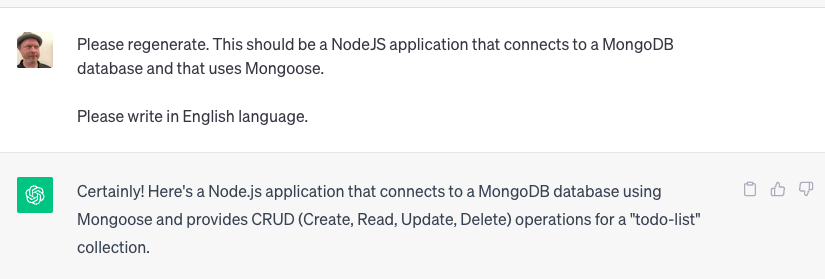 Please regenerate. This should be a NodeJS application that connects to a MongoDB
database and that uses Mongoose.
Please write in English language.
Certainly! Here's a Node.js application that connects to a MongoDB database using
Mongoose and provides CRUD (Create, Read, Update, Delete) operations for a "todo-list"
collection.